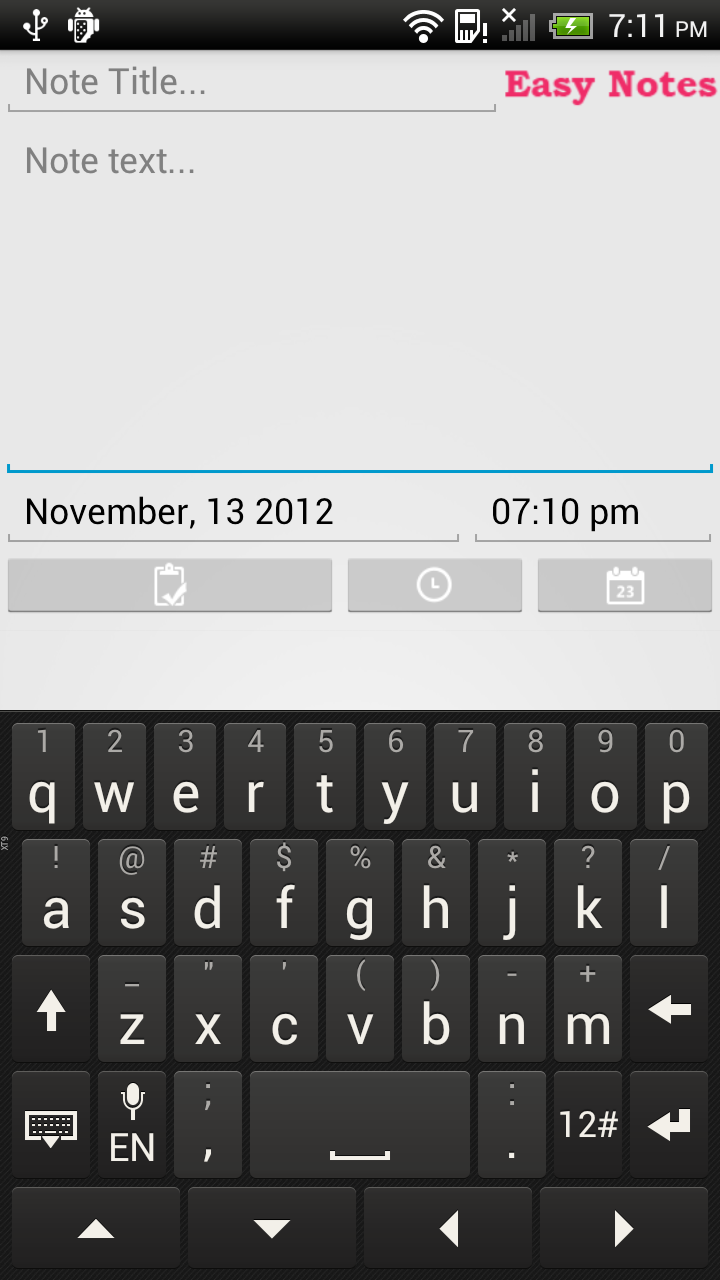 7:11 PM
Note Title...
Easy Notes
Note text...
November, 13 2012
07:10 pm
23
1 2 3 4 5 6 7 8 9 0
q w e r t y u i o p
XT9
! @ # $ % & * ? /
a s d f g h j k l
_ " ' ( ) - +
z x c v b n m
; :
EN , . 12#